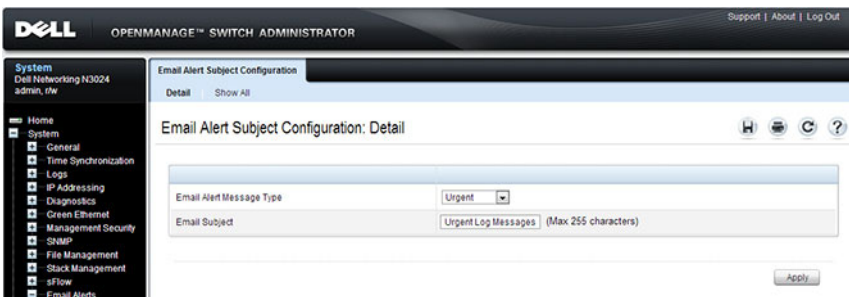 Support | About | Log Out
DELL OPENMANAGE™ SWITCH ADMINISTRATOR
System
Dell Networking N3024
admin, r/w
Home
System
General
Time Synchronization
Logs
IP Addressing
Diagnostics
Green Ethernet
Management Security
SNMP
File Management
Stack Management
sFlow
Email Alerts
Email Alert Subject Configuration
Detail Show All
Email Alert Subject Configuration: Detail
Email Alert Message Type Urgent
Email Subject Urgent Log Messages (Max 255 characters)
Apply